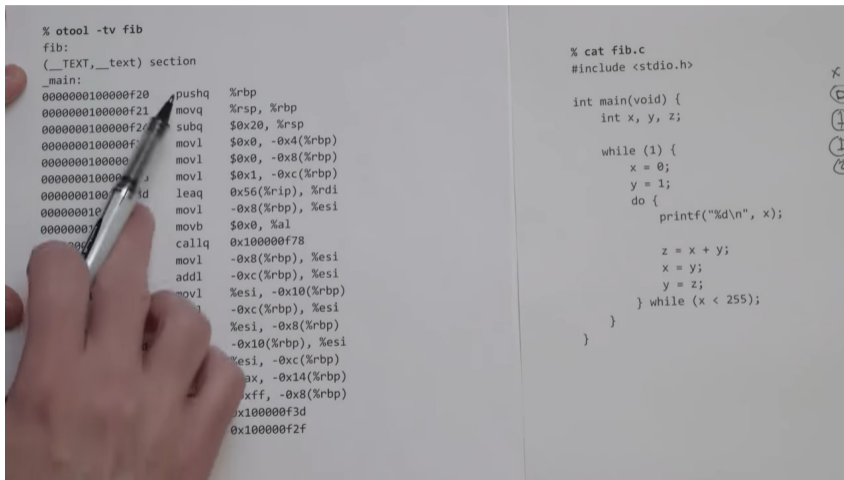 % otool -tv fib
fib:
(__TEXT,__text) section
_main:
0000000100000f20 pushq %rbp
0000000100000f21 movq %rsp, %rbp
subq $0x20, %rsp
movl $0x0, -0x4(%rbp)
movl $0x0, -0x8(%rbp)
movl $0x1, -0xc(%rbp)
leaq 0x56(%rip), %rdi
movl -0x8(%rbp), %esi
movb $0x0, %al
callq 0x100000f78
movl -0x8(%rbp), %esi
addl -0xc(%rbp), %esi
movl %esi, -0x10(%rbp)
-0xc(%rbp), %esi
%esi, -0x8(%rbp)
-0x10(%rbp), %esi
%esi, -0xc(%rbp)
-0x14(%rbp)
-0x8(%rbp)
0x100000f3d
0x100000f2f
% cat fib.c
#include <stdio.h>
int main(void) {
int x, y, z;
while (1) {
x = 0;
y = 1;
do {
printf("%d\n", x);
z = x + y;
x = y;
y = z;
} while (x < 255);
}
}
x